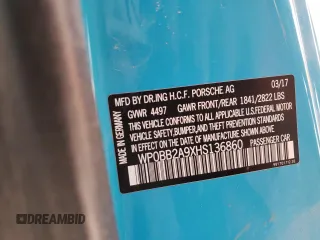 MFD. BY DR.ING H.C.F. PORSCHE AG 03/17
GVWR 4497 GAWR FRONT/REAR 1841/2822 LBS
THIS VEHICLE CONFORMS TO ALL APPLICABLE U.S. FEDERAL MOTOR
VEHICLE SAFETY, BUMPER, AND THEFT PREVENTION STANDARDS IN
EFFECT ON THE DATE OF MANUFACTURE SHOWN ABOVE.
WP0BB2A9XHS136860 PASSENGER CAR
MADE IN GERMANY
DREAMBID